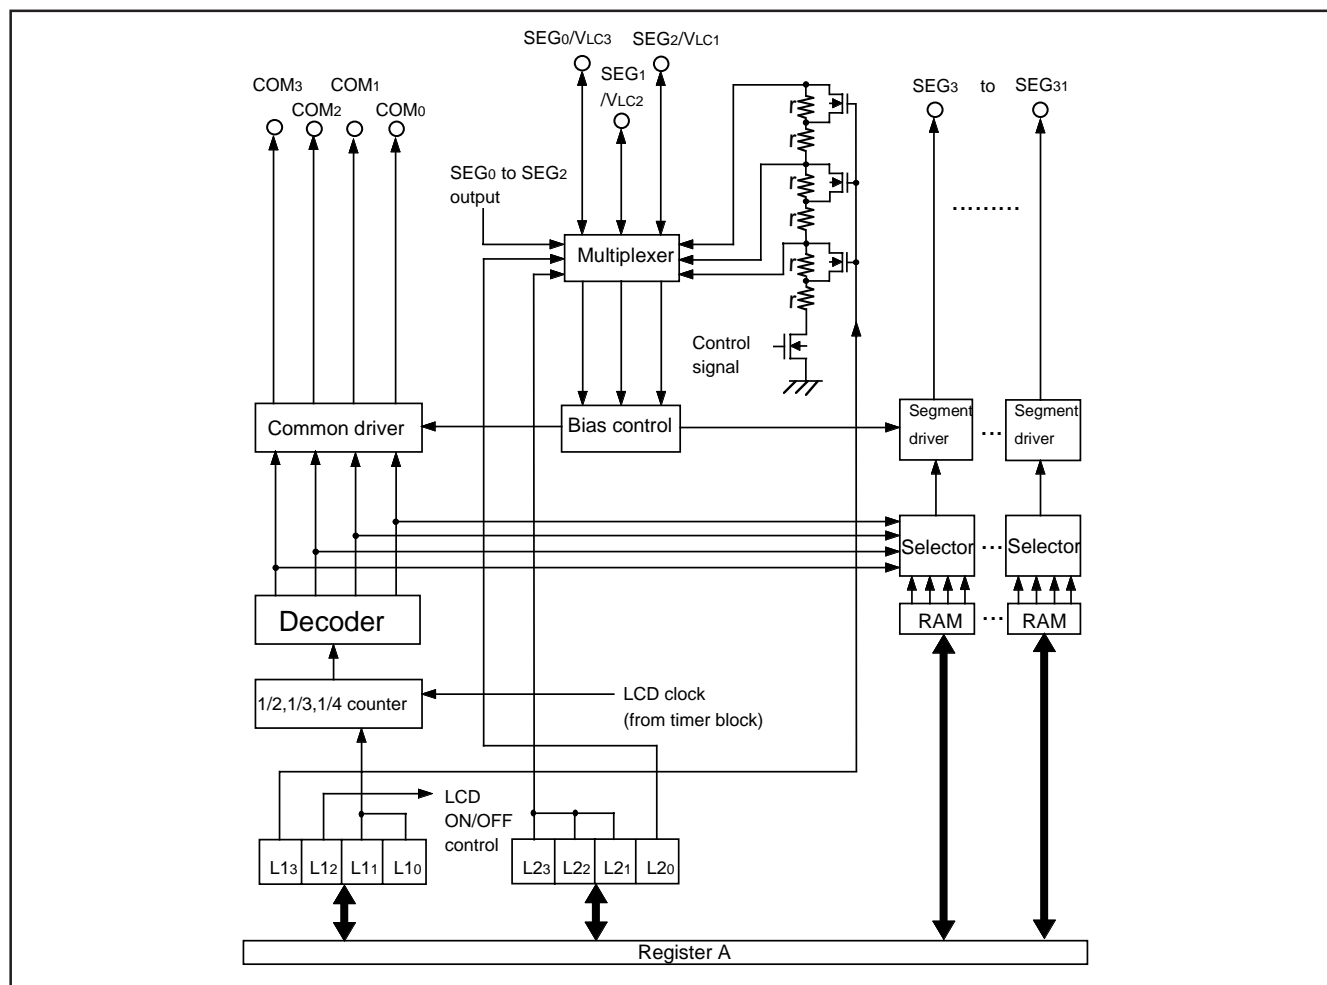 SEG0/VLC3
SEG2/VLC1
SEG1
/VLC2
COM3
COM1
COM2
COM0
SEG3 to SEG31
r
r
r
r
r
r
SEG0 to SEG2
output
.........
Multiplexer
Control
signal
Common driver
Bias control
Segment
driver
...
Segment
driver
Selector
...
Selector
Decoder
RAM
...
RAM
1/2,1/3,1/4 counter
LCD clock
(from timer block)
LCD
ON/OFF
control
L13 L12 L11 L10
L23 L22 L21 L20
Register A